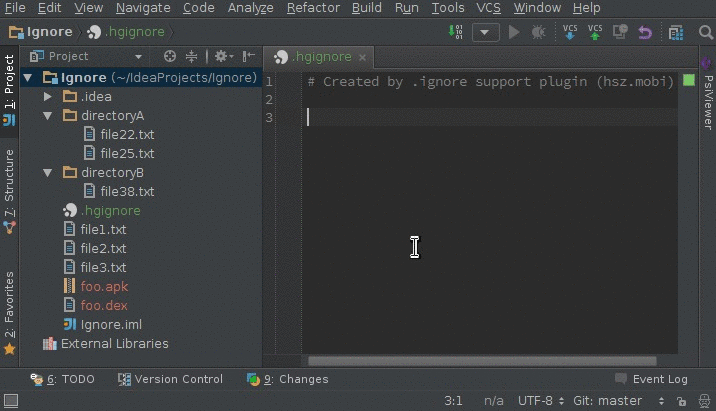 File Edit View Navigate Code Analyze Refactor Build Run Tools VCS Window Help
Ignore .hgignore
VCS VCS
1: Project
7: Structure
2: Favorites
Project
Ignore (~/IdeaProjects/Ignore)
.idea
directoryA
file22.txt
file25.txt
directoryB
file38.txt
.hgignore
file1.txt
file2.txt
file3.txt
foo.apk
foo.dex
Ignore.iml
External Libraries
.hgignore
1 # Created by .ignore support plugin (hsz.mobi)
2
3
PsiViewer
6: TODO Version Control 9: Changes Event Log
3:1 n/a UTF-8 Git: master